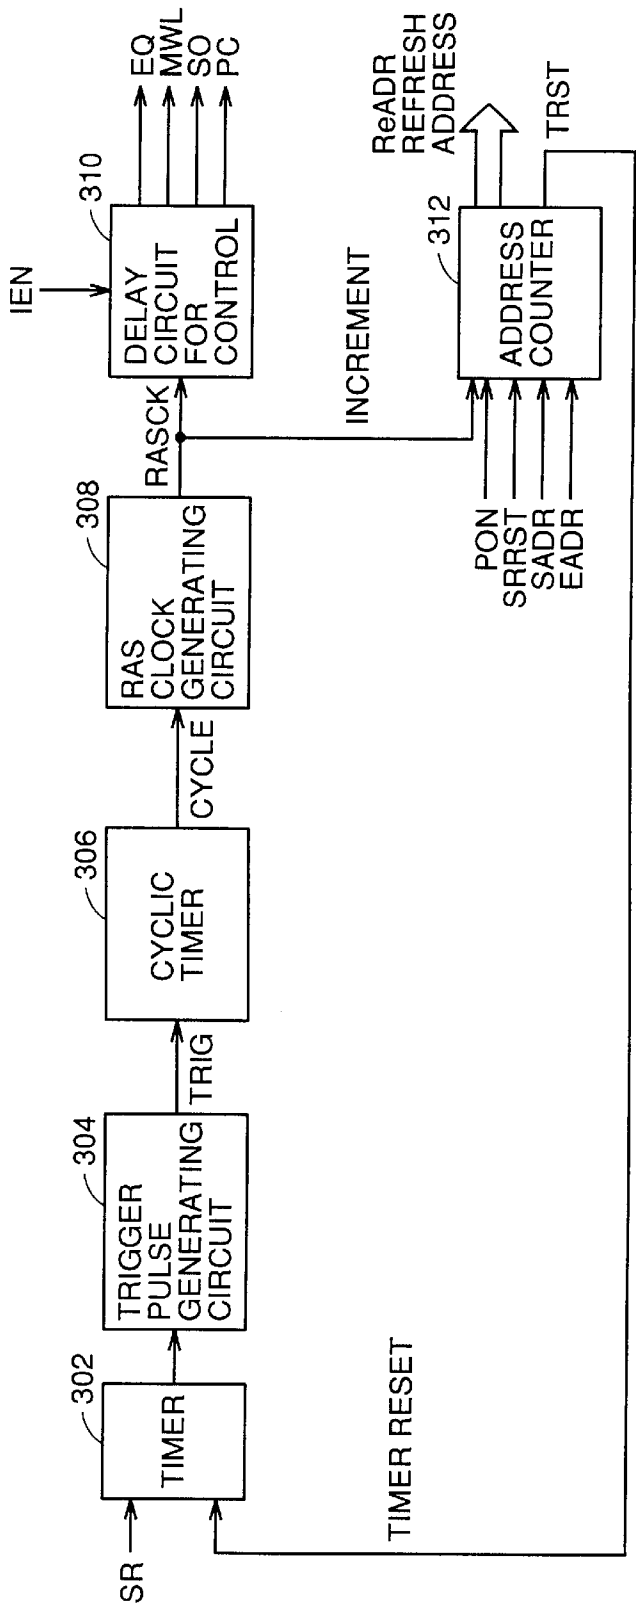 SR
TIMER
302
TRIGGER
PULSE
GENERATING
CIRCUIT
304
TRIG
CYCLIC
TIMER
306
CYCLE
RAS
CLOCK
GENERATING
CIRCUIT
308
RASCK
IEN
DELAY
CIRCUIT
FOR
CONTROL
310
EQ
MWL
SO
PC
INCREMENT
PON
SRRST
SADR
EADR
ADDRESS
COUNTER
312
ReADR
REFRESH
ADDRESS
TRST
TIMER RESET